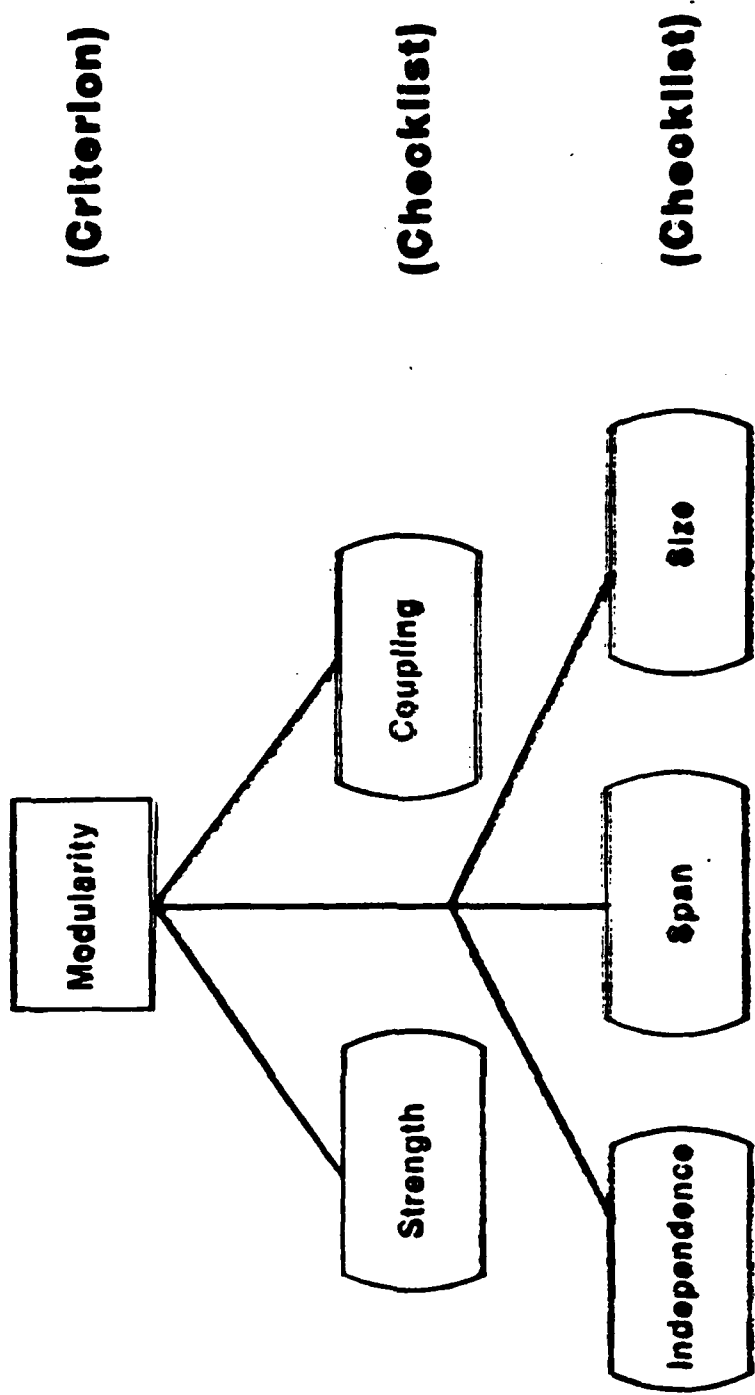 Modularity
(Criterion)
Strength
Coupling
(Checklist)
Independence
Span
Size
(Checklist)